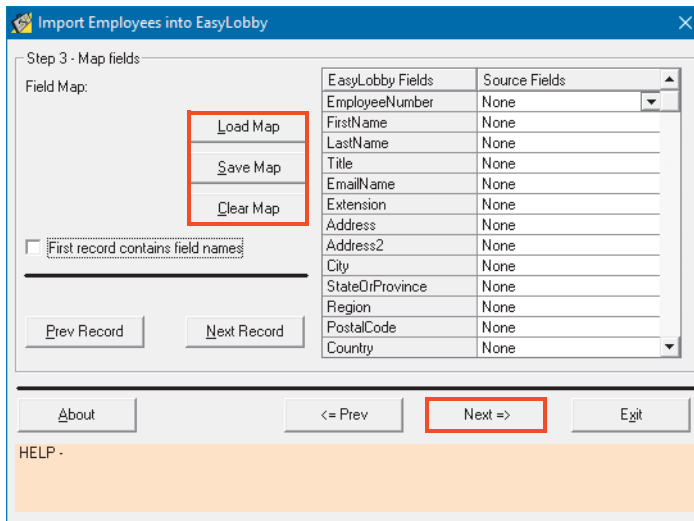 Import Employees into EasyLobby
Step 3 - Map fields
Field Map:
Load Map
Save Map
Clear Map
First record contains field names
Prev Record Next Record
EasyLobby Fields Source Fields
EmployeeNumber None
FirstName None
LastName None
Title None
EmailName None
Extension None
Address None
Address2 None
City None
StateOrProvince None
Region None
PostalCode None
Country None
About <= Prev Next => Exit
HELP -